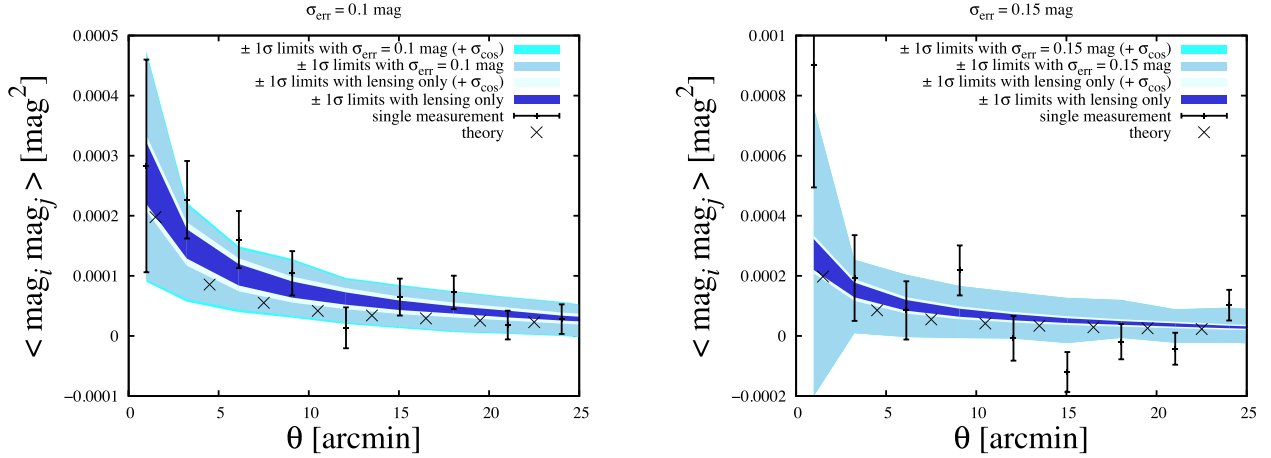 σerr = 0.1 mag
0.0005
0.0004
0.0003
0.0002
0.0001
0
−0.0001
< magi magj > [mag2]
± 1σ limits with σerr = 0.1 mag (+ σcos)
± 1σ limits with σerr = 0.1 mag
± 1σ limits with lensing only (+ σcos)
± 1σ limits with lensing only
single measurement
theory
0 5 10 15 20 25
θ [arcmin]
σerr = 0.15 mag
0.001
0.0008
0.0006
0.0004
0.0002
0
−0.0002
< magi magj > [mag2]
± 1σ limits with σerr = 0.15 mag (+ σcos)
± 1σ limits with σerr = 0.15 mag
± 1σ limits with lensing only (+ σcos)
± 1σ limits with lensing only
single measurement
theory
0 5 10 15 20 25
θ [arcmin]